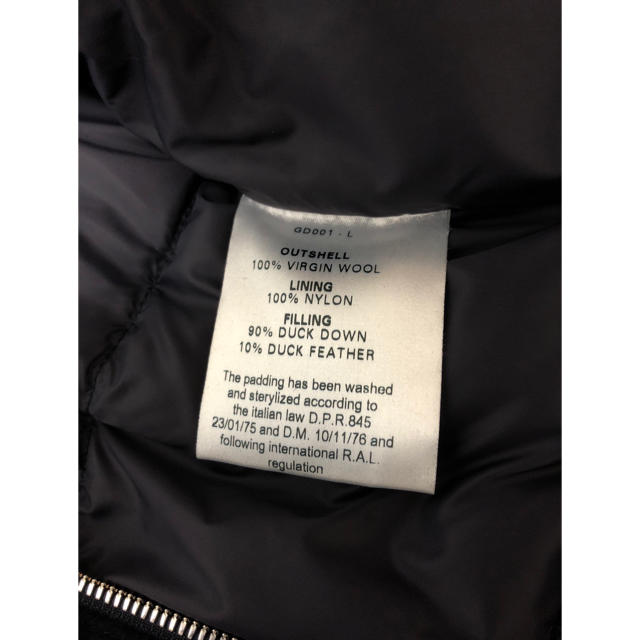 GD001 - L
OUTSHELL
100% VIRGIN WOOL
LINING
100% NYLON
FILLING
90% DUCK DOWN
10% DUCK FEATHER
The padding has been washed
and sterylized according to
the italian law D.P.R.845
23/01/75 and D.M. 10/11/76 and
following international R.A.L.
regulation